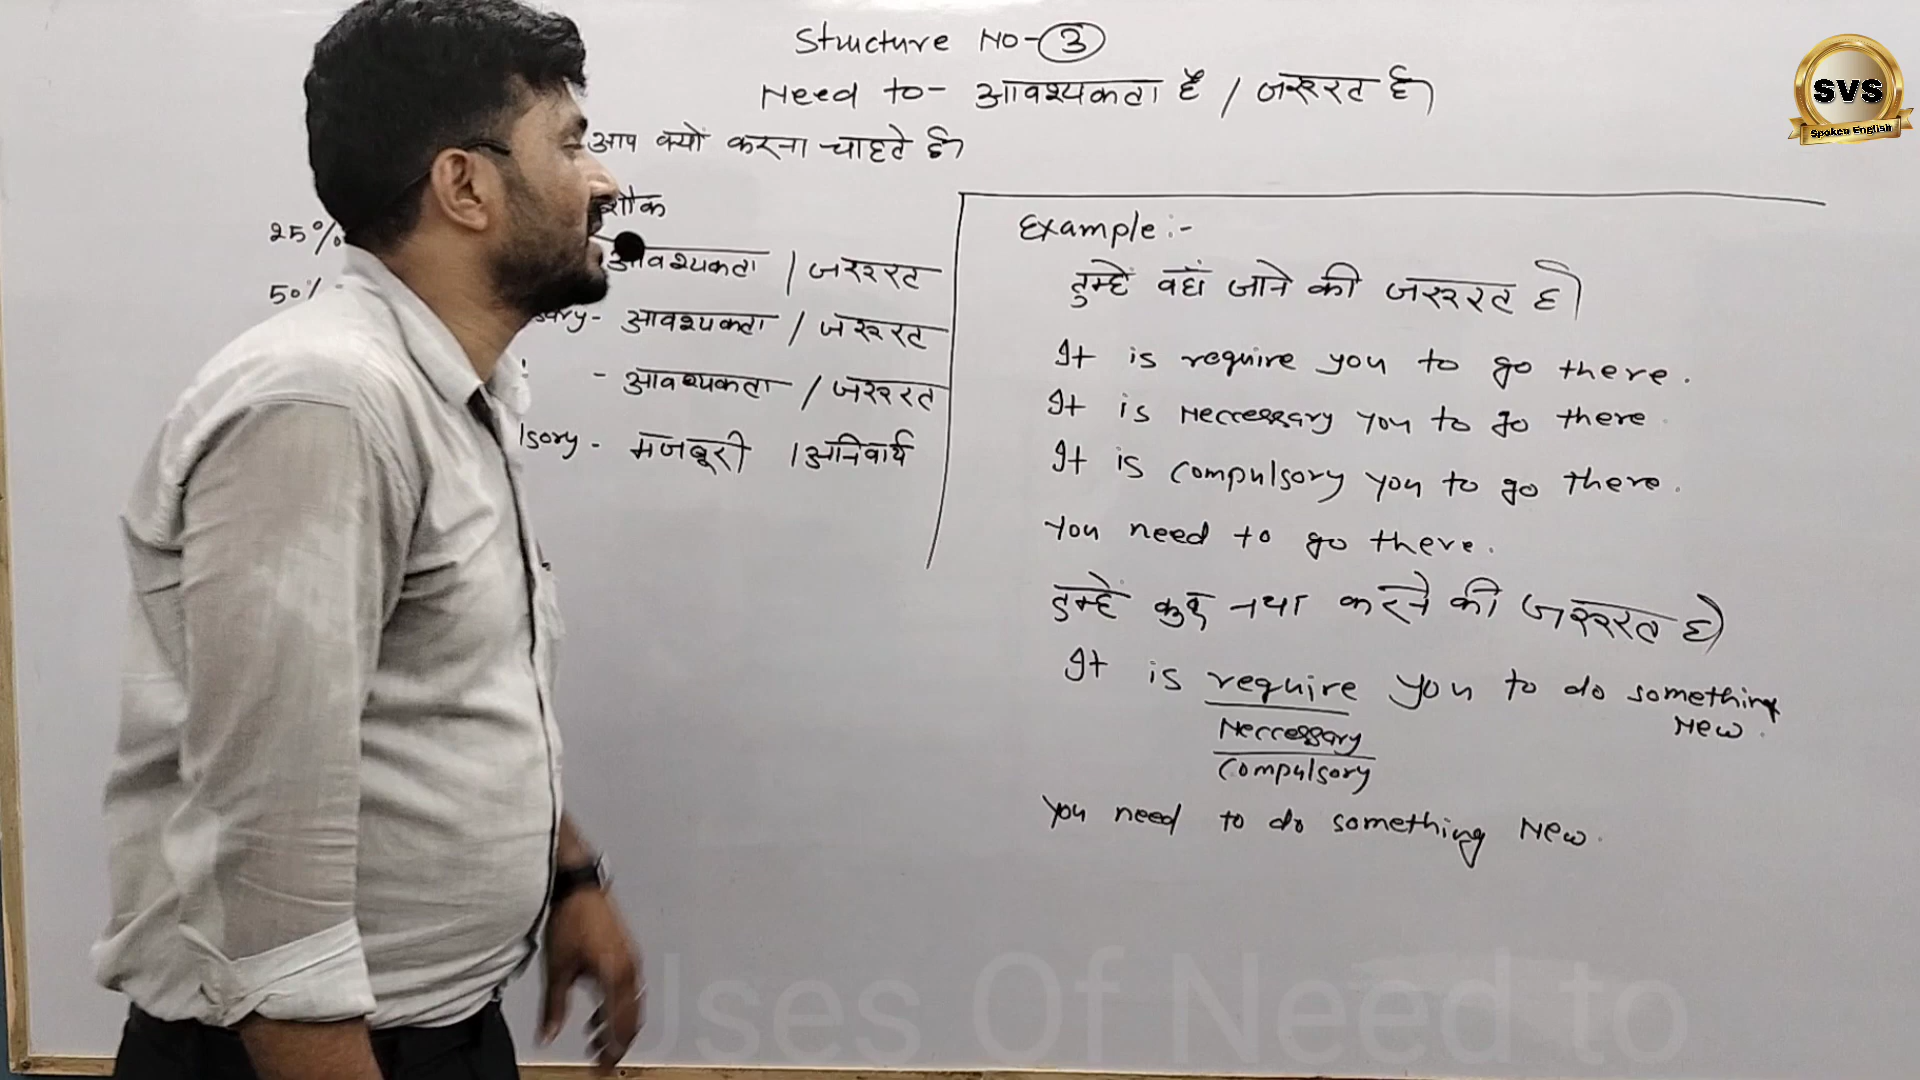 Structure No-3
Need to- आवश्यकता है / जरूरत है
आप क्यों करना चाहते है
शौक
25%
आवश्यकता / जरूरत
50%
sary- आवश्यकता / जरूरत
- आवश्यकता / जरूरत
lsory- मजबूरी / अनिवार्य
Example:-
तुम्हें वहाँ जाने की जरूरत है
It is require you to go there.
It is Neccessary You to go there
It is compulsory you to go there.
You need to go there.
तुम्हें कुछ नया करने की जरूरत है
It is require you to do something
New.
Neccessary
Compulsory
You need to do something New.
SVS
Spoken English
Uses Of Need to